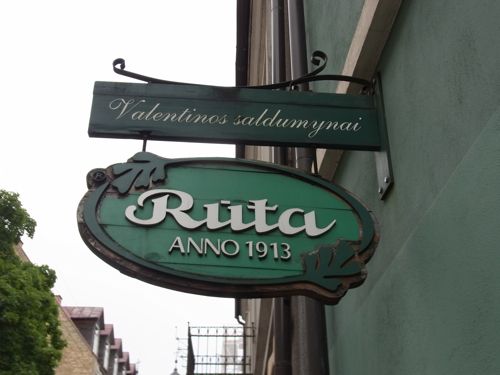 Valentinos saldumynai
Rūta
ANNO 1913